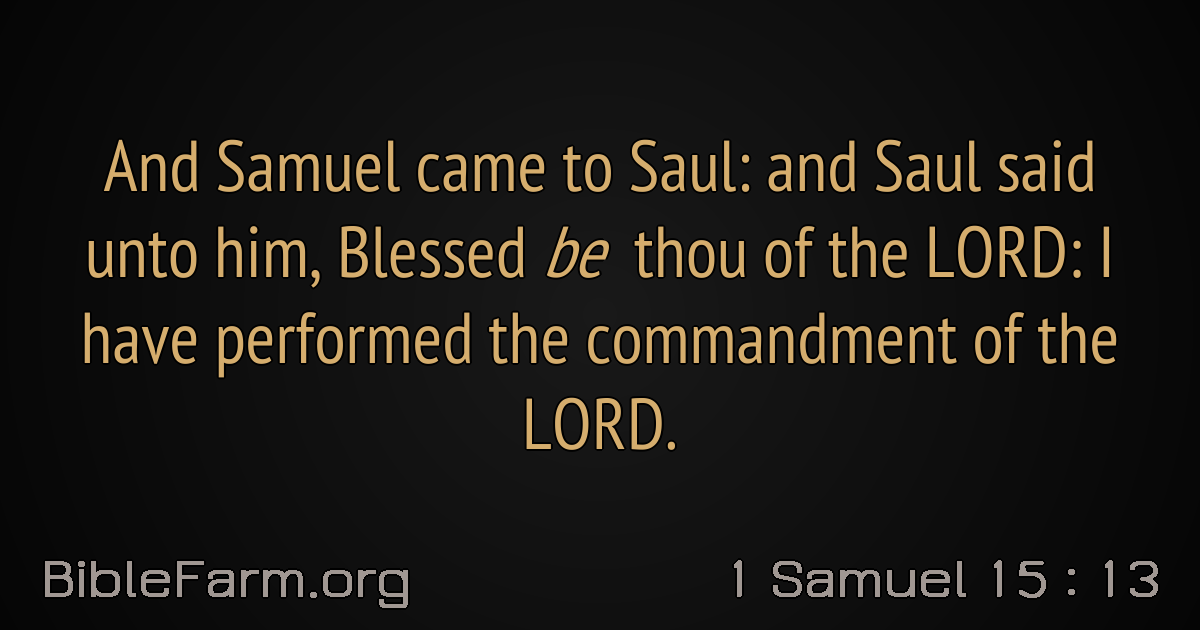 And Samuel came to Saul: and Saul said
unto him, Blessed be thou of the LORD: I
have performed the commandment of the
LORD.
BibleFarm.org
1 Samuel 15 : 13